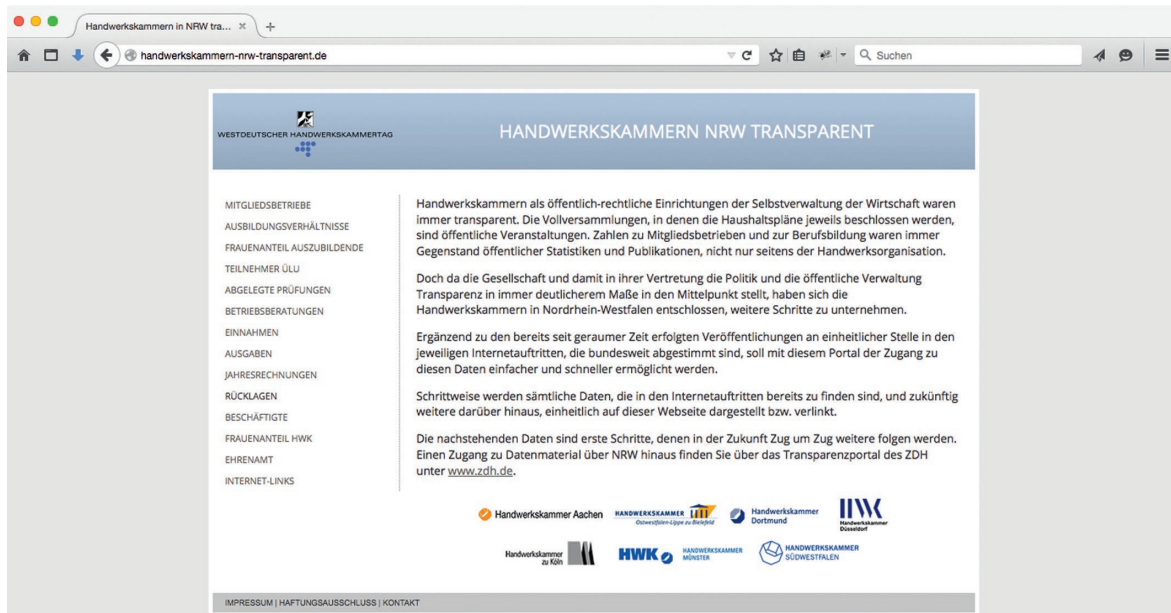 Handwerkskammern in NRW tra...
handwerkskammern-nrw-transparent.de
Suchen
WESTDEUTSCHER HANDWERKSKAMMERTAG
HANDWERKSKAMMERN NRW TRANSPARENT
MITGLIEDSBETRIEBE
AUSBILDUNGSVERHÄLTNISSE
FRAUENANTEIL AUSZUBILDENDE
TEILNEHMER ÜLU
ABGELEGTE PRÜFUNGEN
BETRIEBSBERATUNGEN
EINNAHMEN
AUSGABEN
JAHRESRECHNUNGEN
RÜCKLAGEN
BESCHÄFTIGTE
FRAUENANTEIL HWK
EHRENAMT
INTERNET-LINKS
Handwerkskammern als öffentlich-rechtliche Einrichtungen der Selbstverwaltung der Wirtschaft waren
immer transparent. Die Vollversammlungen, in denen die Haushaltspläne jeweils beschlossen werden,
sind öffentliche Veranstaltungen. Zahlen zu Mitgliedsbetrieben und zur Berufsbildung waren immer
Gegenstand öffentlicher Statistiken und Publikationen, nicht nur seitens der Handwerksorganisation.
Doch da die Gesellschaft und damit in ihrer Vertretung die Politik und die öffentliche Verwaltung
Transparenz in immer deutlicherem Maße in den Mittelpunkt stellt, haben sich die
Handwerkskammern in Nordrhein-Westfalen entschlossen, weitere Schritte zu unternehmen.
Ergänzend zu den bereits seit geraumer Zeit erfolgten Veröffentlichungen an einheitlicher Stelle in den
jeweiligen Internetauftritten, die bundesweit abgestimmt sind, soll mit diesem Portal der Zugang zu
diesen Daten einfacher und schneller ermöglicht werden.
Schrittweise werden sämtliche Daten, die in den Internetauftritten bereits zu finden sind, und zukünftig
weitere darüber hinaus, einheitlich auf dieser Webseite dargestellt bzw. verlinkt.
Die nachstehenden Daten sind erste Schritte, denen in der Zukunft Zug um Zug weitere folgen werden.
Einen Zugang zu Datenmaterial über NRW hinaus finden Sie über das Transparenzportal des ZDH
unter www.zdh.de.
Handwerkskammer Aachen
HANDWERKSKAMMER
Ostwestfalen-Lippe zu Bielefeld
Handwerkskammer
Dortmund
HWK
Handwerkskammer
Düsseldorf
Handwerkskammer
zu Köln
HWK
HANDWERKSKAMMER
MÜNSTER
HANDWERKSKAMMER
SÜDWESTFALEN
IMPRESSUM | HAFTUNGSAUSSCHLUSS | KONTAKT